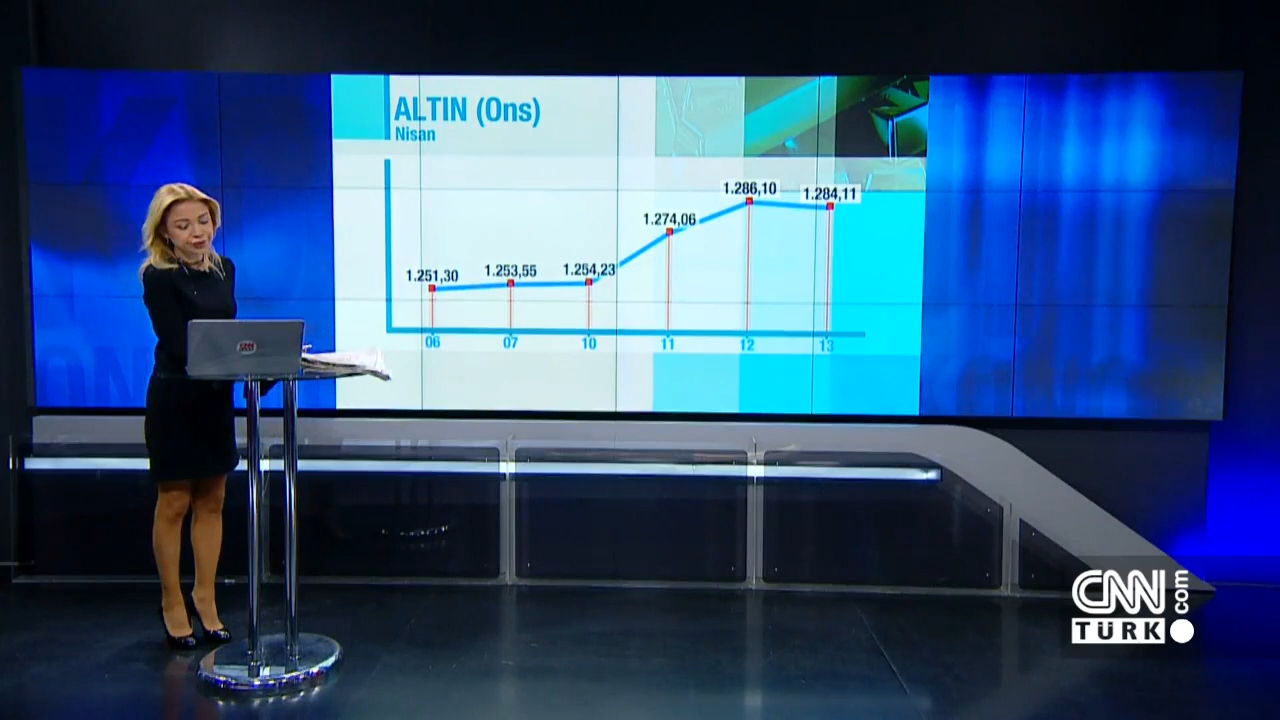 ALTIN (Ons)
Nisan
1.251,30
1.253,55
1.254,23
1.274,06
1.286,10
1.284,11
06
07
10
11
12
13
CNN
CNN
TÜRK
.com